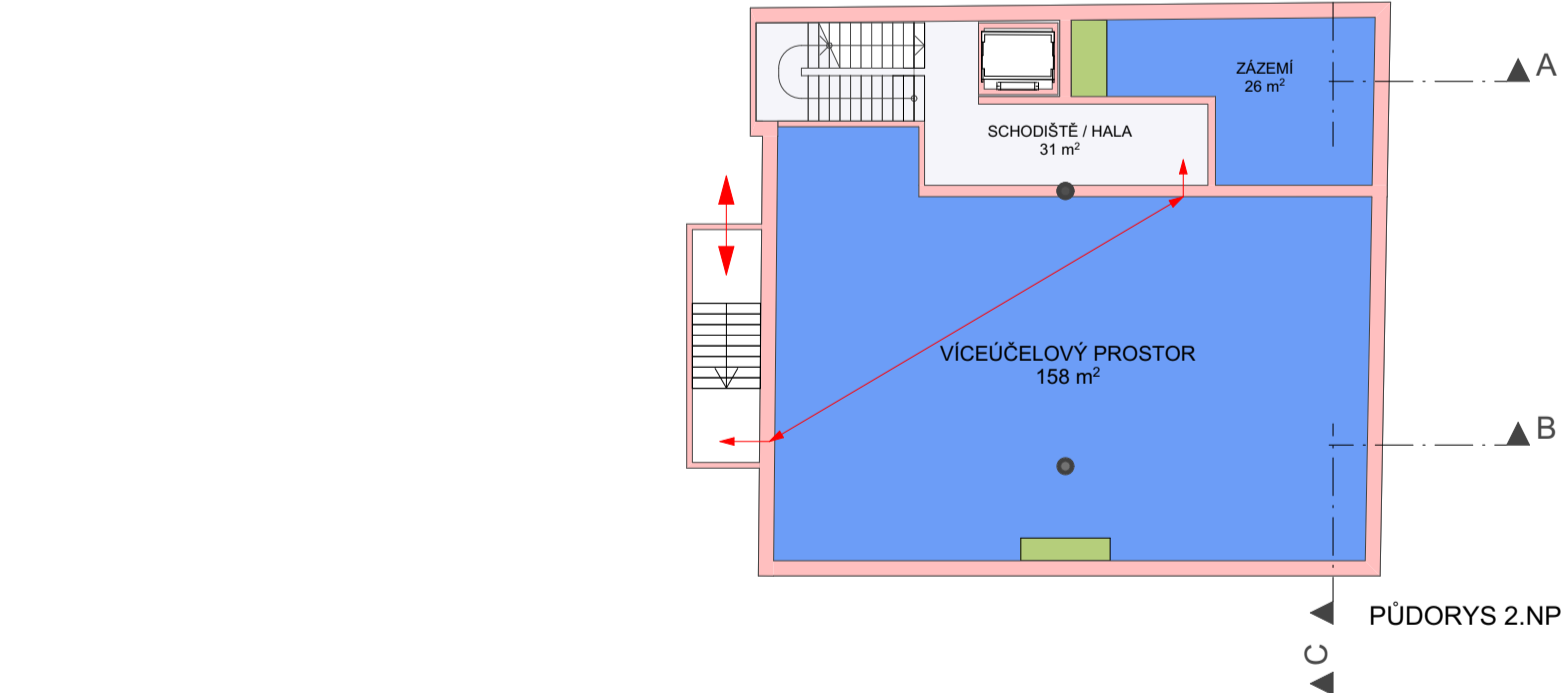 A
ZÁZEMÍ
26 m²
SCHODIŠTĚ / HALA
31 m²
VÍCEÚČELOVÝ PROSTOR
158 m²
B
PŮDORYS 2.NP
C